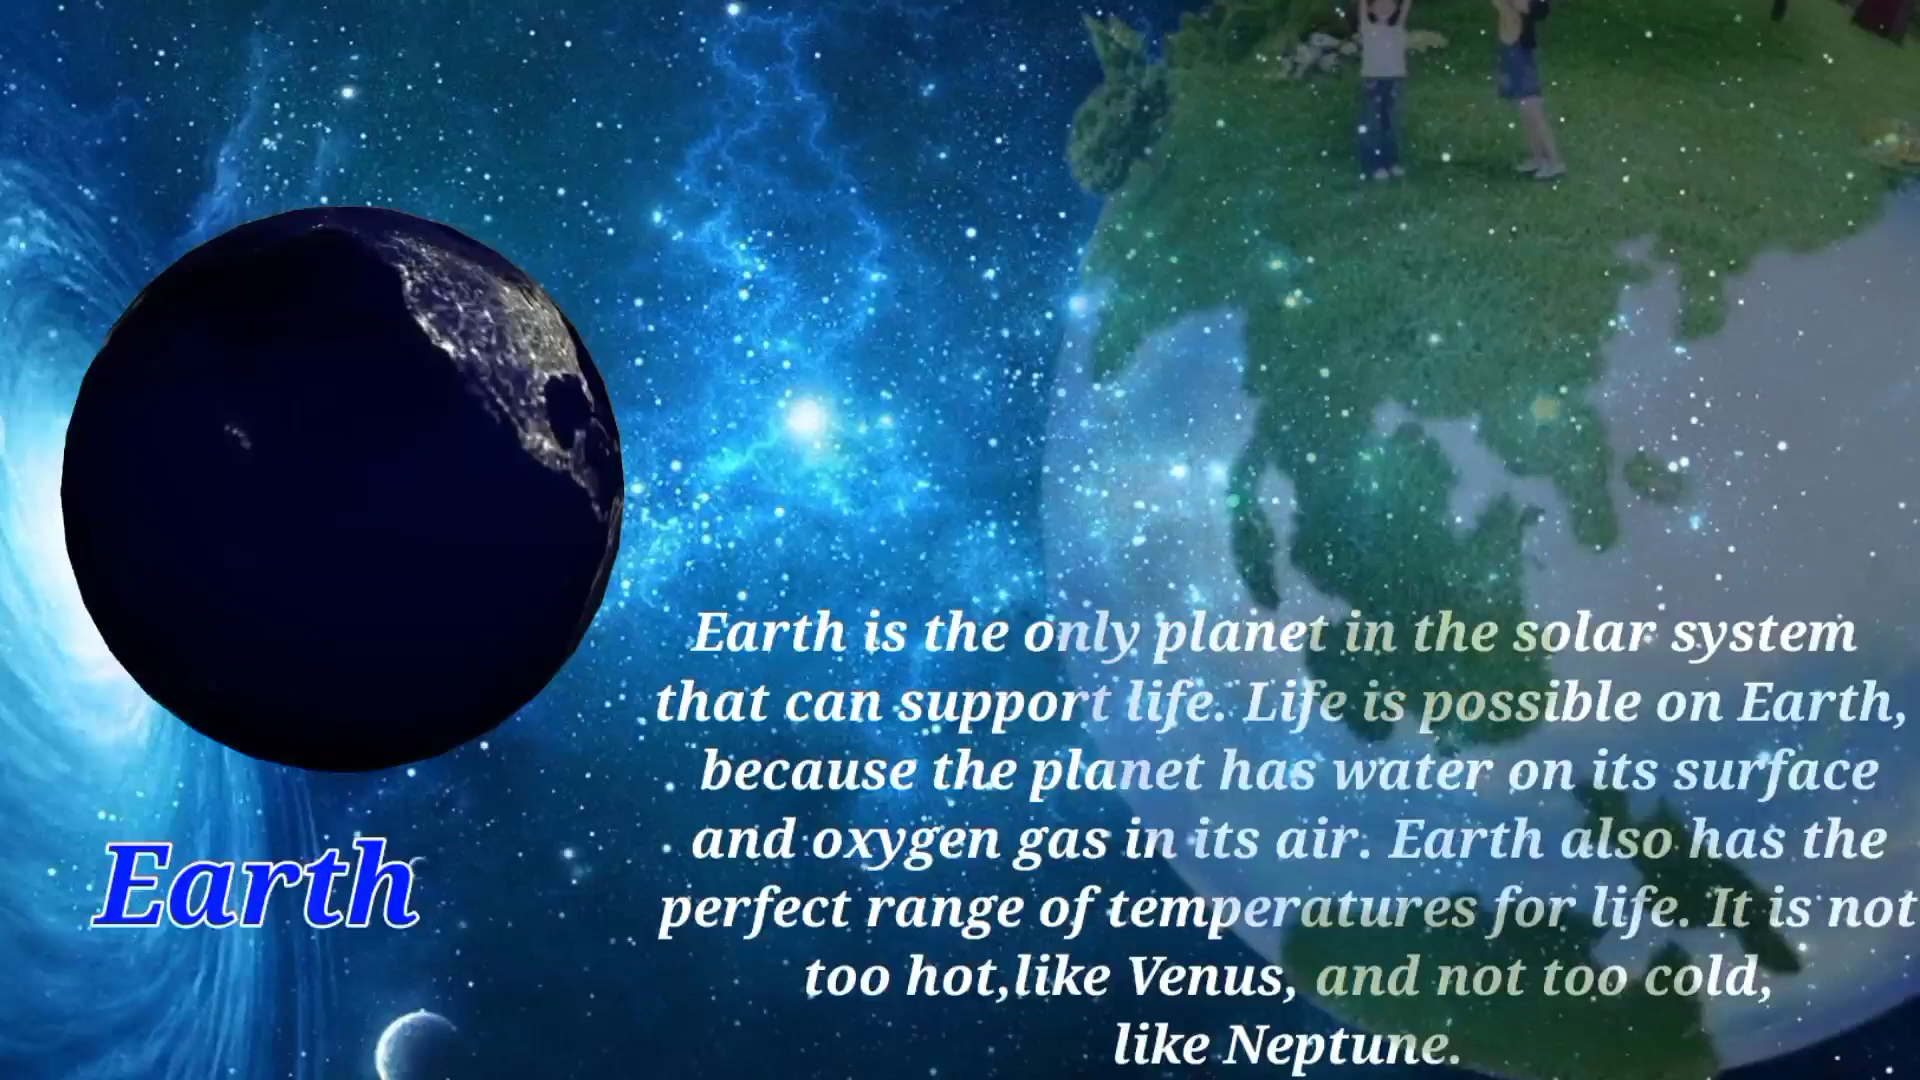 Earth is the only planet in the solar system
that can support life. Life is possible on Earth,
because the planet has water on its surface
and oxygen gas in its air. Earth also has the
perfect range of temperatures for life. It is not
too hot,like Venus, and not too cold,
like Neptune.
Earth